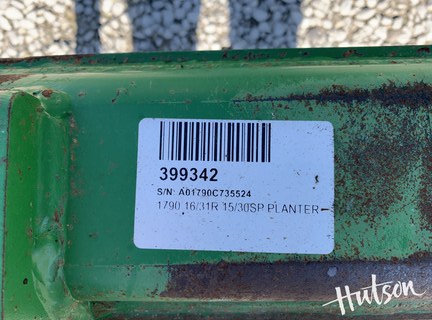 399342
S/N: A01790C735524
1790 16/31R 15/30SP PLANTER
Hutson